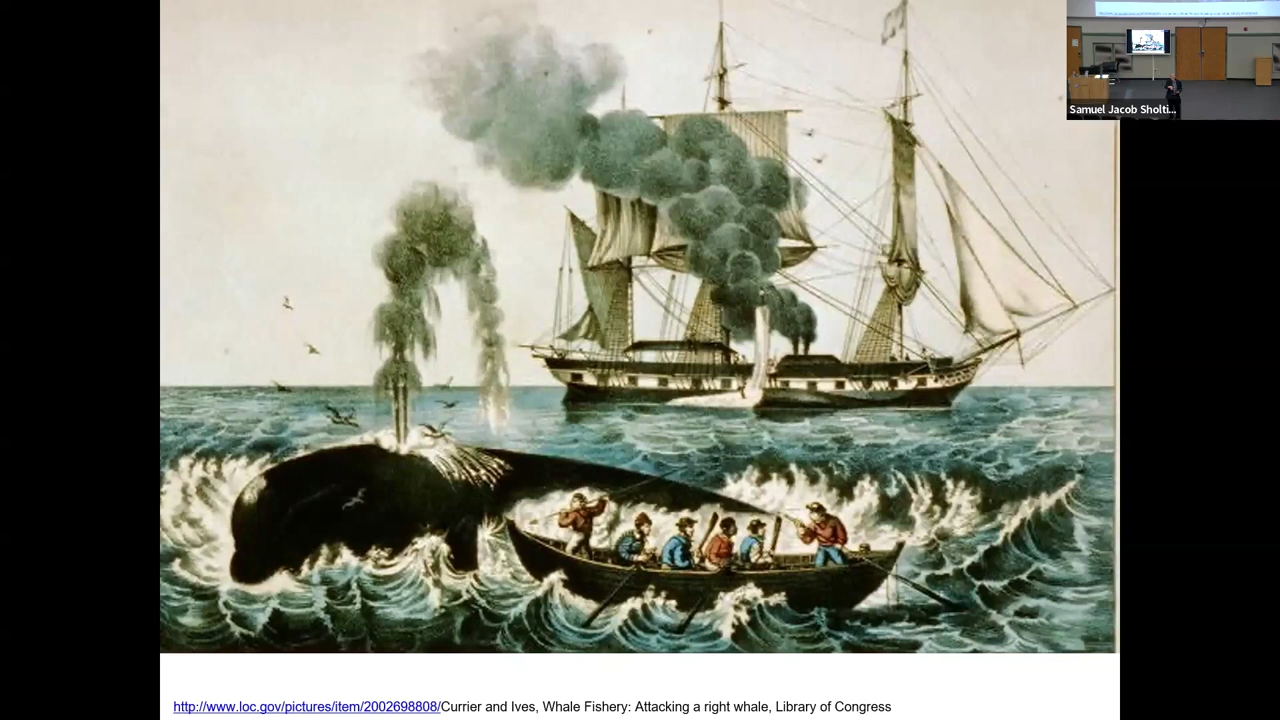 Samuel Jacob Sholti...
http://www.loc.gov/pictures/item/2002698808/Currier and Ives, Whale Fishery: Attacking a right whale, Library of Congress